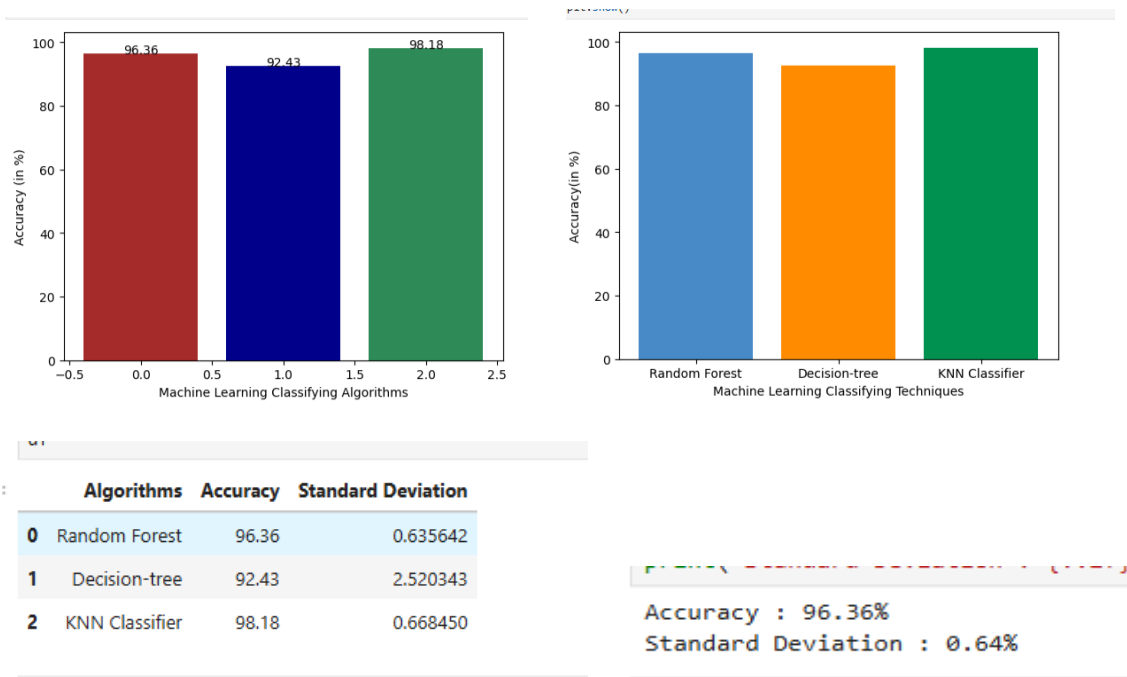 plt.show()
100
80
60
40
20
0
Accuracy (in %)
96.36
92.43
98.18
−0.5 0.0 0.5 1.0 1.5 2.0 2.5
Machine Learning Classifying Algorithms
100
80
60
40
20
0
Accuracy(in %)
Random Forest Decision-tree KNN Classifier
Machine Learning Classifying Techniques
Algorithms Accuracy Standard Deviation
0 Random Forest 96.36 0.635642
1 Decision-tree 92.43 2.520343
2 KNN Classifier 98.18 0.668450
Accuracy : 96.36%
Standard Deviation : 0.64%